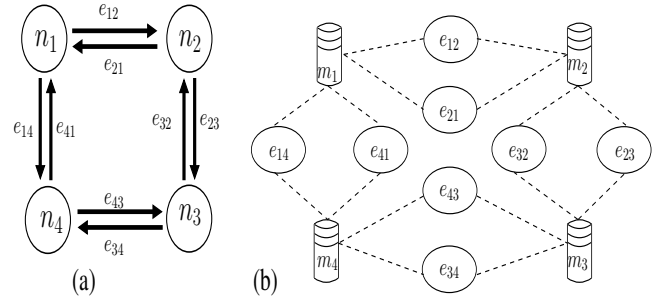 e₁₂
n₁ n₂
e₂₁
e₁₄ e₄₁ e₃₂ e₂₃
e₄₃
n₄ n₃
e₃₄
(a)
e₁₂
m₁ m₂
e₂₁
e₁₄ e₄₁ e₃₂ e₂₃
e₄₃
m₄ m₃
e₃₄
(b)